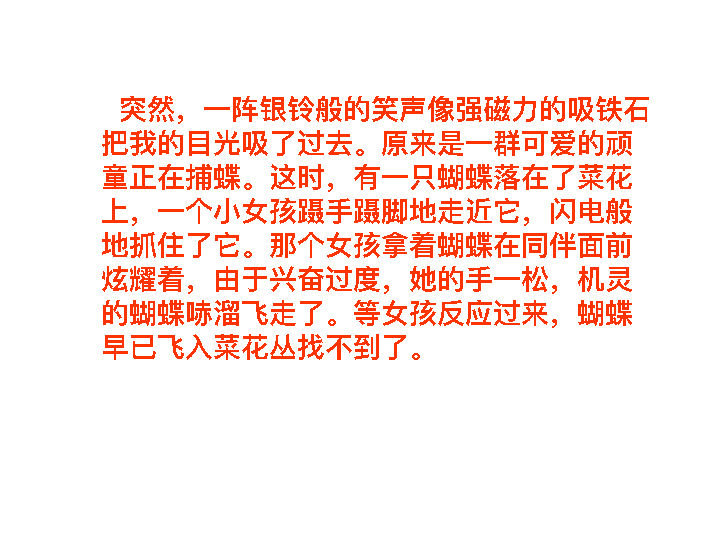 突然，一阵银铃般的笑声像强磁力的吸铁石
把我的目光吸了过去。原来是一群可爱的顽
童正在捕蝶。这时，有一只蝴蝶落在了菜花
上，一个小女孩蹑手蹑脚地走近它，闪电般
地抓住了它。那个女孩拿着蝴蝶在同伴面前
炫耀着，由于兴奋过度，她的手一松，机灵
的蝴蝶哧溜飞走了。等女孩反应过来，蝴蝶
早已飞入菜花丛找不到了。